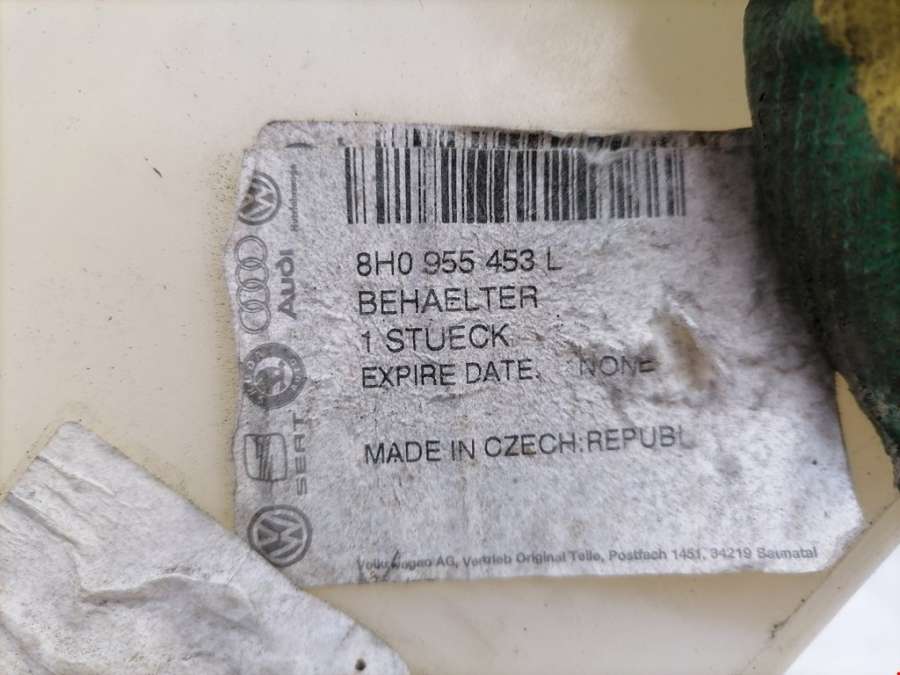 8H0 955 453 L
BEHAELTER
1 STUECK
EXPIRE DATE. NONE
MADE IN CZECH REPUBL
Volkswagen AG, Vertrieb Original Teile, Postfach 1451, 34219 Baunatal
Audi
SEAT